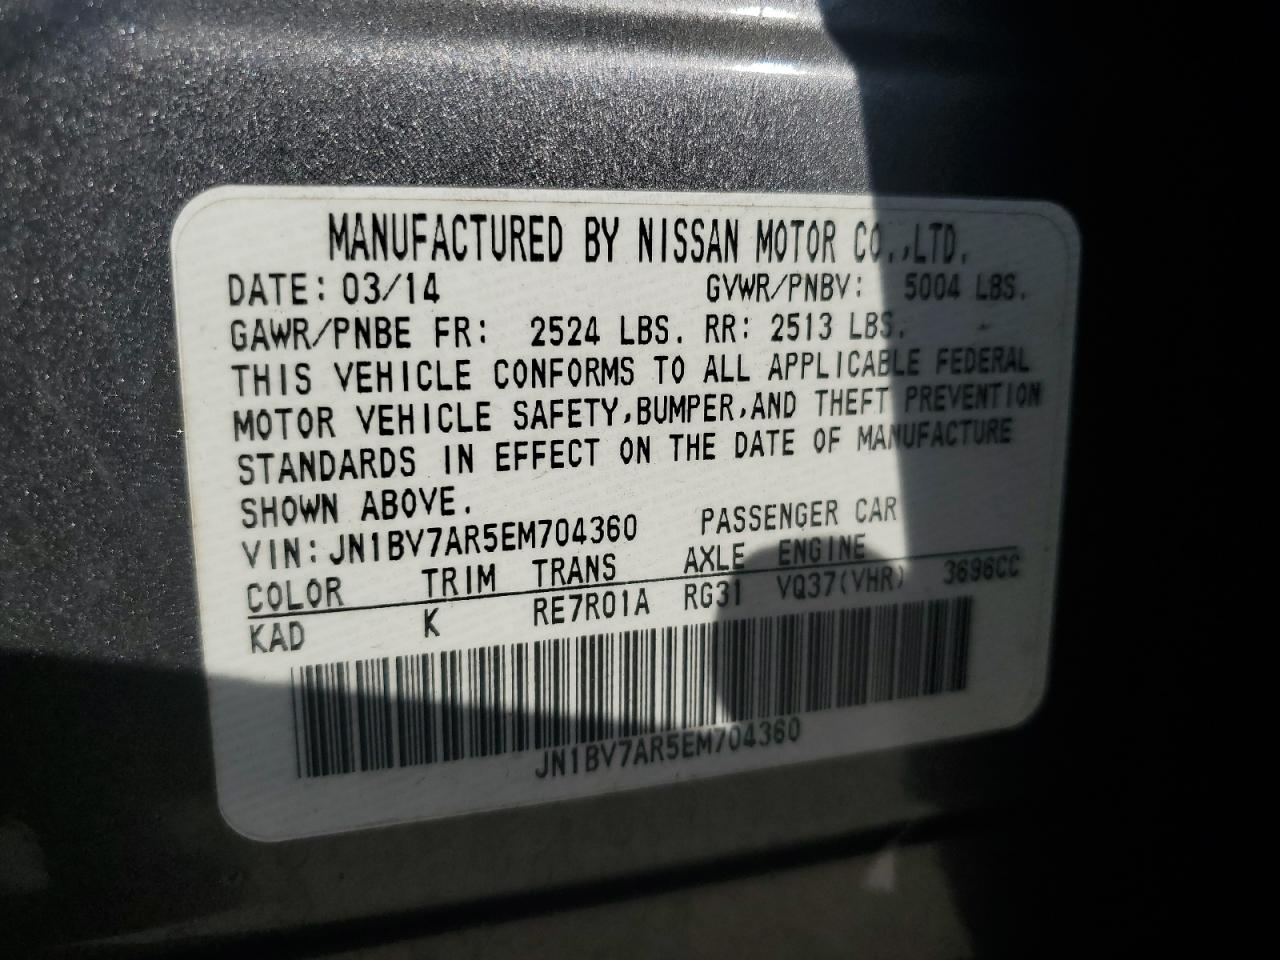 MANUFACTURED BY NISSAN MOTOR CO.,LTD.
DATE: 03/14 GVWR/PNBV: 5004 LBS.
GAWR/PNBE FR: 2524 LBS. RR: 2513 LBS.
THIS VEHICLE CONFORMS TO ALL APPLICABLE FEDERAL
MOTOR VEHICLE SAFETY,BUMPER,AND THEFT PREVENTION
STANDARDS IN EFFECT ON THE DATE OF MANUFACTURE
SHOWN ABOVE.
VIN: JN1BV7AR5EM704360 PASSENGER CAR
COLOR TRIM TRANS AXLE ENGINE
KAD K RE7R01A RG31 VQ37(VHR) 3696CC
JN1BV7AR5EM704360